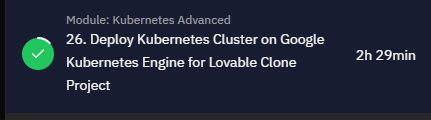 Module: Kubernetes Advanced
26. Deploy Kubernetes Cluster on Google
Kubernetes Engine for Lovable Clone
Project
2h 29min